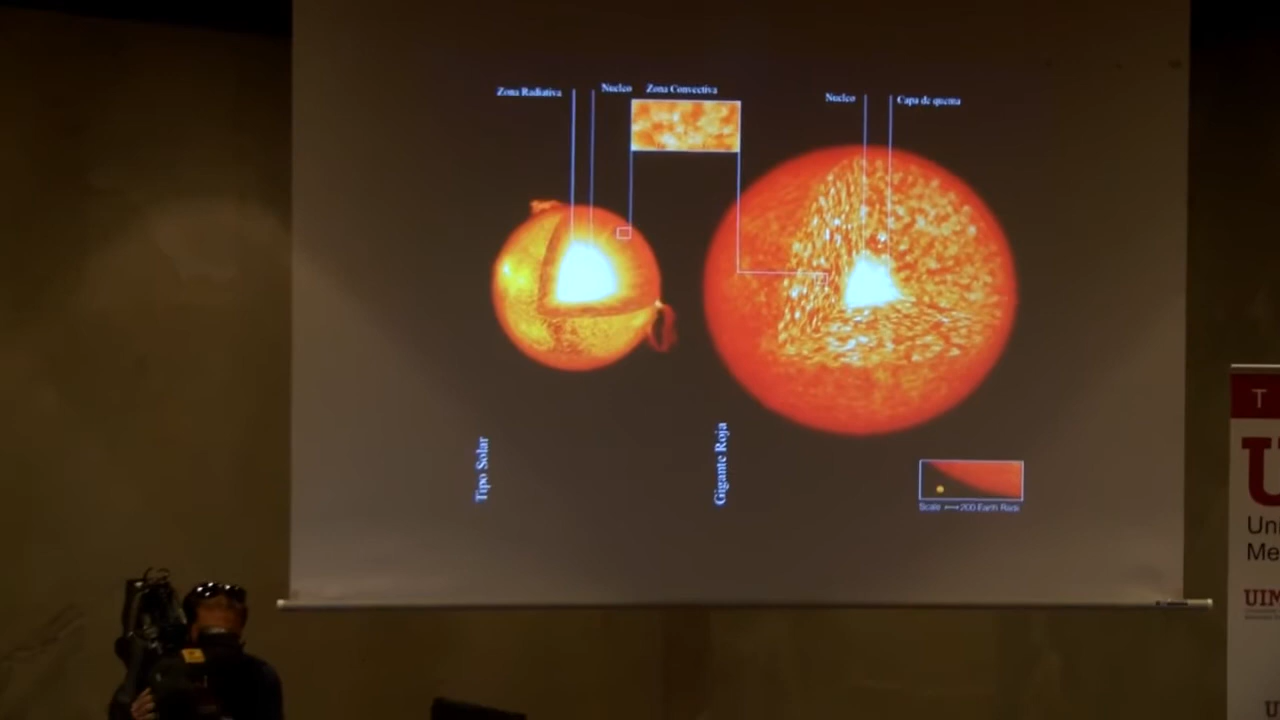 Zona Radiativa
Nucleo
Zona Convectiva
Nucleo
Capa de quema
Tipo Solar
Gigante Roja
Scale
200 Earth Radii
T
U
Uni
Me
UIM
U